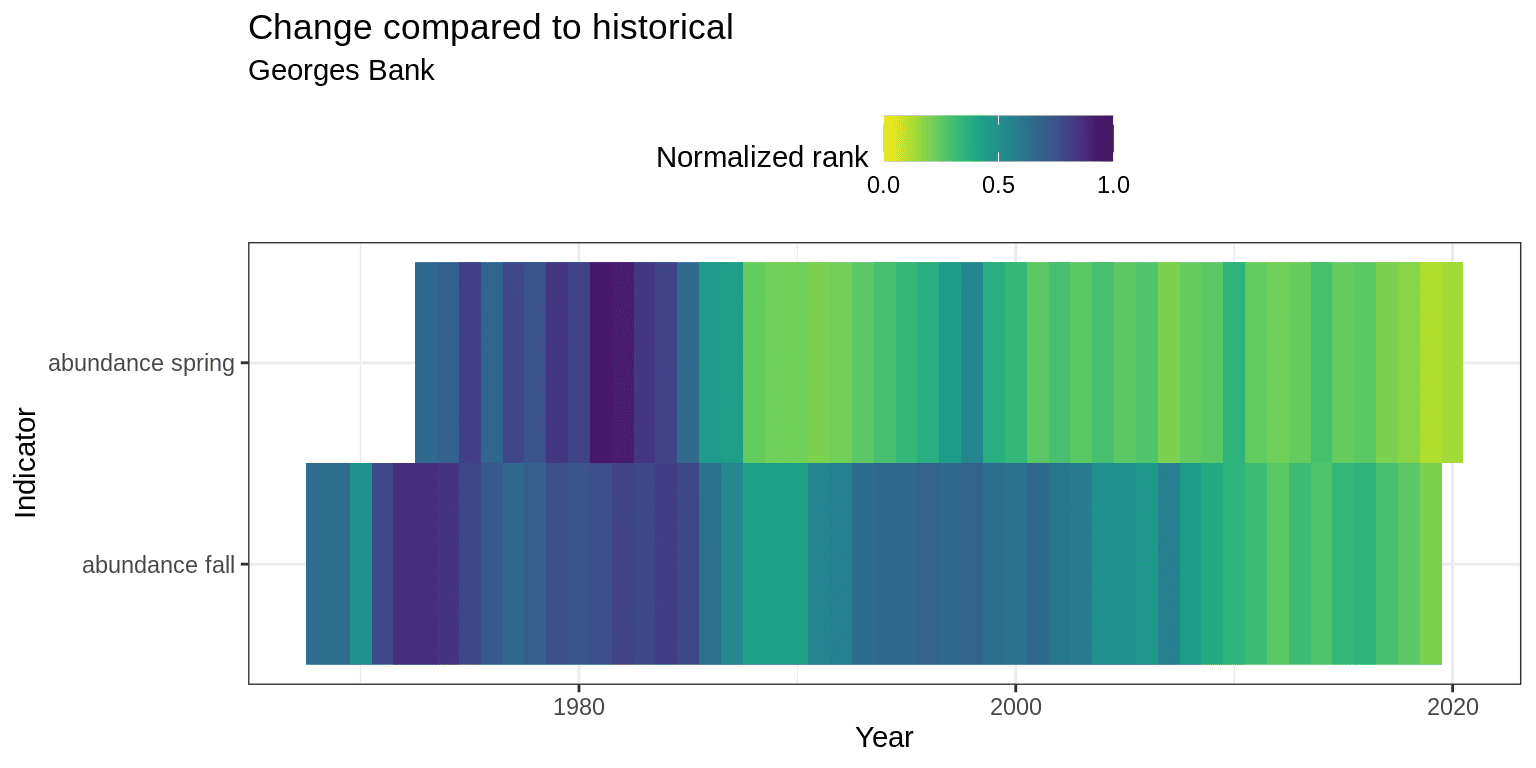 Change compared to historical
Georges Bank
Normalized rank
0.0 0.5 1.0
Indicator
abundance spring
abundance fall
1980 2000 2020
Year